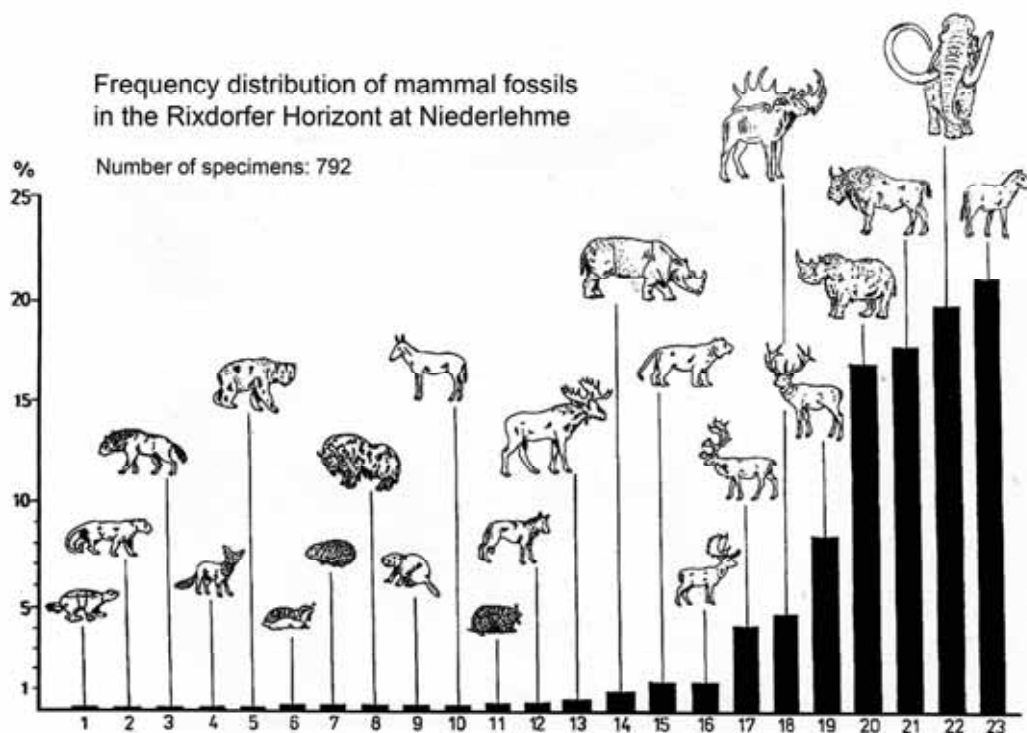 Frequency distribution of mammal fossils
in the Rixdorfer Horizont at Niederlehme
Number of specimens: 792
%
25
20
15
10
5
1
1 2 3 4 5 6 7 8 9 10 11 12 13 14 15 16 17 18 19 20 21 22 23